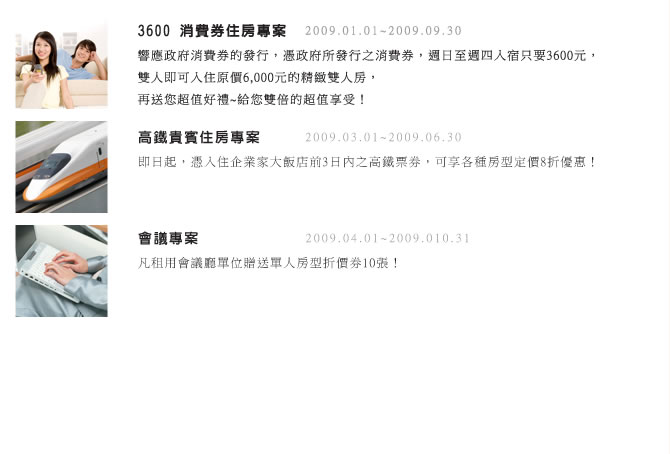 3600 消費券住房專案 2009.01.01~2009.09.30
響應政府消費券的發行，憑政府所發行之消費券，週日至週四入宿只要3600元，
雙人即可入住原價6,000元的精緻雙人房，
再送您超值好禮~給您雙倍的超值享受！
高鐵貴賓住房專案 2009.03.01~2009.06.30
即日起，憑入住企業家大飯店前3日內之高鐵票券，可享各種房型定價8折優惠！
會議專案 2009.04.01~2009.010.31
凡租用會議廳單位贈送單人房型折價券10張！